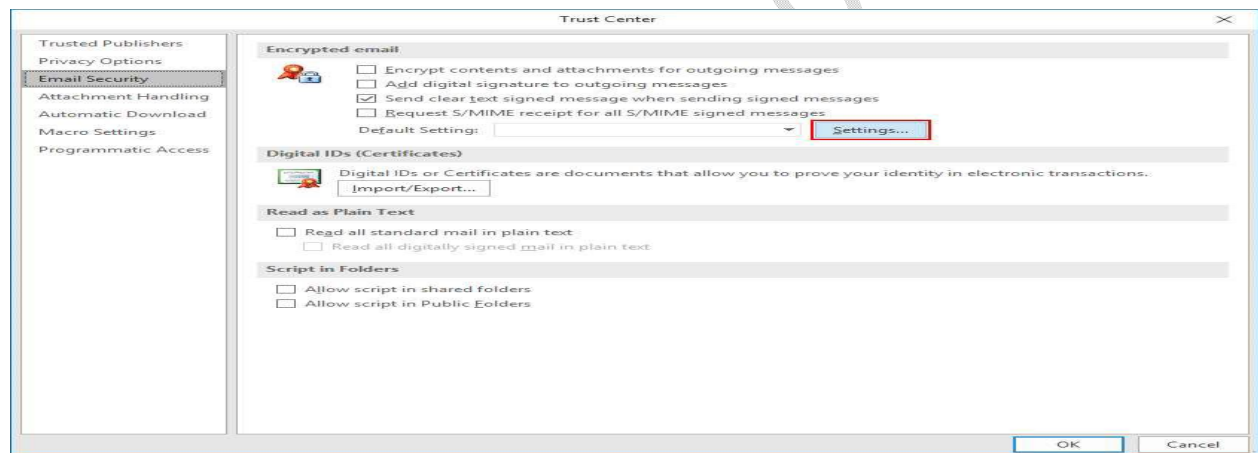 Trust Center
Trusted Publishers
Privacy Options
Email Security
Attachment Handling
Automatic Download
Macro Settings
Programmatic Access
Encrypted email
Encrypt contents and attachments for outgoing messages
Add digital signature to outgoing messages
Send clear text signed message when sending signed messages
Request S/MIME receipt for all S/MIME signed messages
Default Setting:
Settings...
Digital IDs (Certificates)
Digital IDs or Certificates are documents that allow you to prove your identity in electronic transactions.
Import/Export...
Read as Plain Text
Read all standard mail in plain text
Read all digitally signed mail in plain text
Script in Folders
Allow script in shared folders
Allow script in Public Folders
OK Cancel